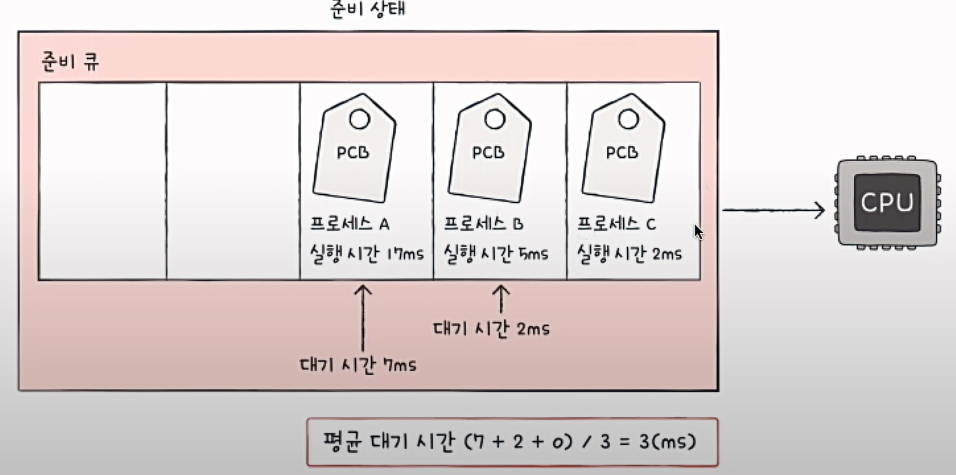 준비 상태
준비 큐
PCB
PCB
PCB
프로세스 A
실행 시간 17ms
프로세스 B
실행 시간 5ms
프로세스 C
실행 시간 2ms
CPU
대기 시간 2ms
대기 시간 7ms
평균 대기 시간 (7 + 2 + 0) / 3 = 3(ms)